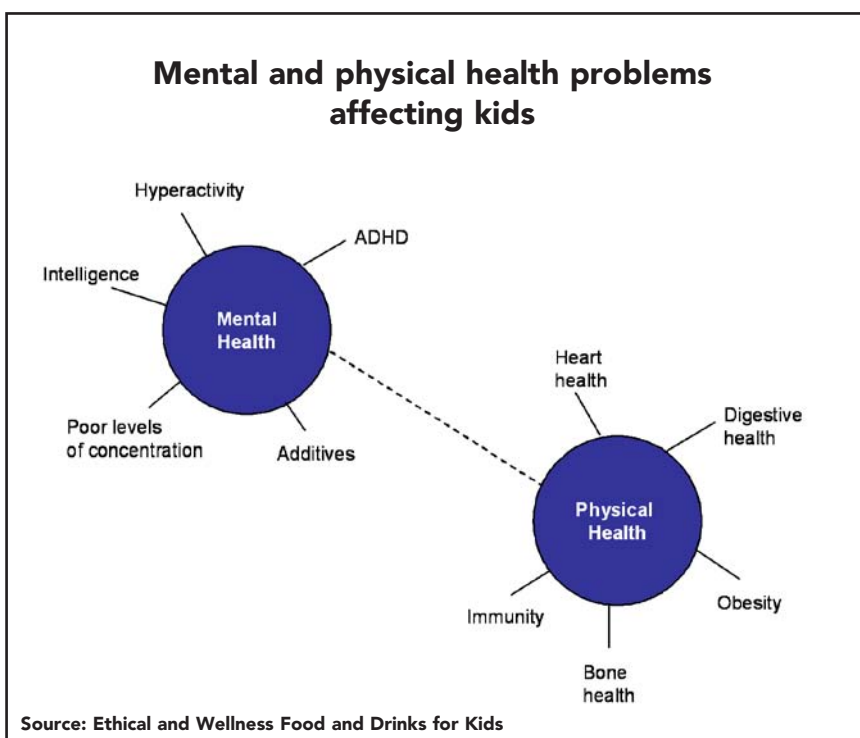 Mental and physical health problems
affecting kids
Hyperactivity
ADHD
Intelligence
Mental
Health
Poor levels
of concentration
Additives
Heart
health
Digestive
health
Physical
Health
Immunity
Obesity
Bone
health
Source: Ethical and Wellness Food and Drinks for Kids